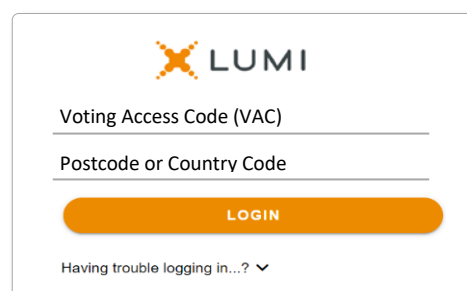 LUMI
Voting Access Code (VAC)
Postcode or Country Code
LOGIN
Having trouble logging in...?